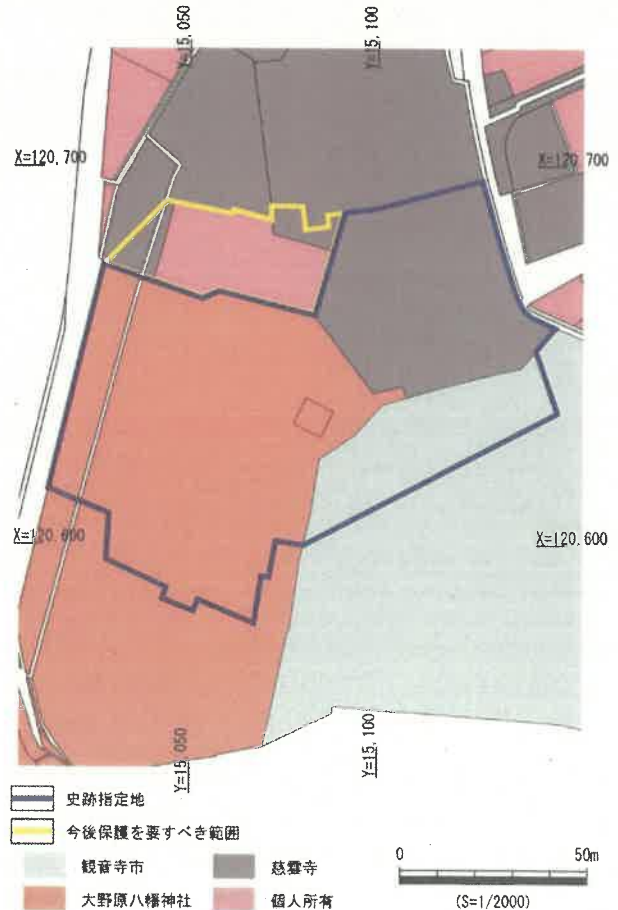 Y=15,050
Y=15,100
X=120,700
X=120,700
X=120,600
X=120,600
Y=15,050
Y=15,100
史跡指定地
今後保護を要すべき範囲
観音寺市
慈雲寺
大野原八幡神社
個人所有
0
50m
(S=1/2000)